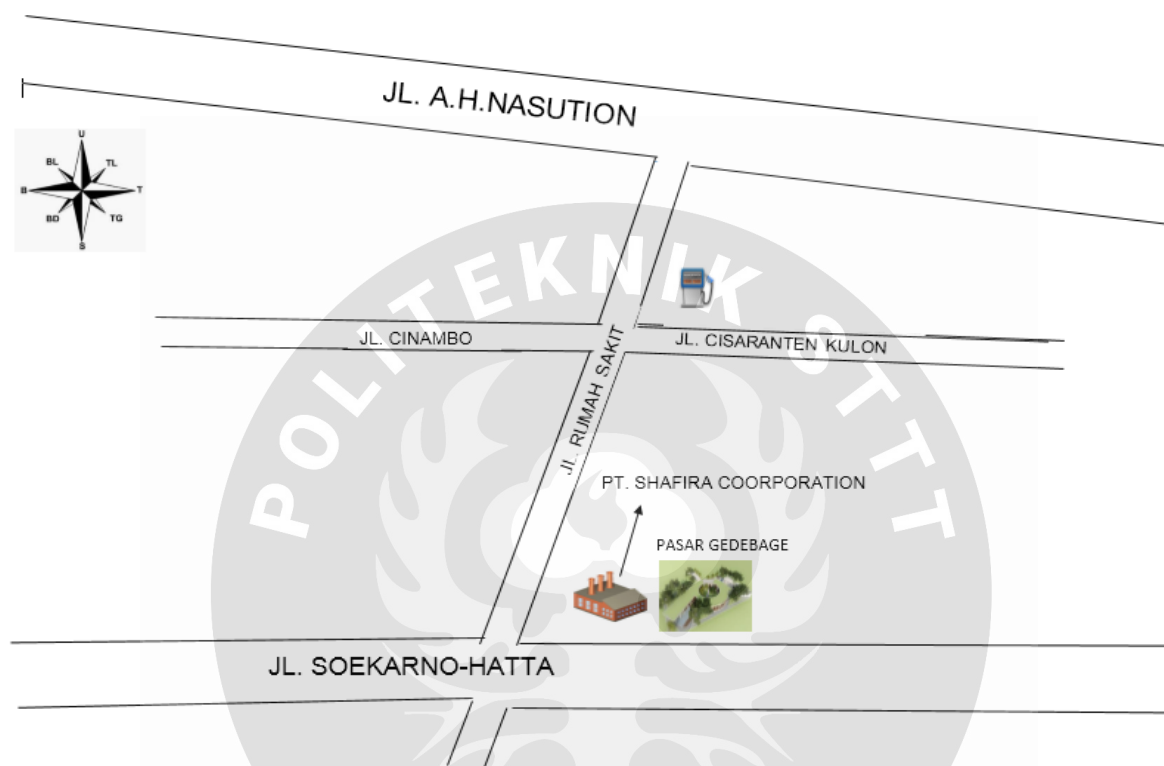 JL. A.H.NASUTION
U
BL
TL
B
T
BD
TG
S
POLITEKNIK STTT
JL. CINAMBO
JL. CISARANTEN KULON
JL. RUMAH SAKIT
PT. SHAFIRA COORPORATION
PASAR GEDEBAGE
JL. SOEKARNO-HATTA